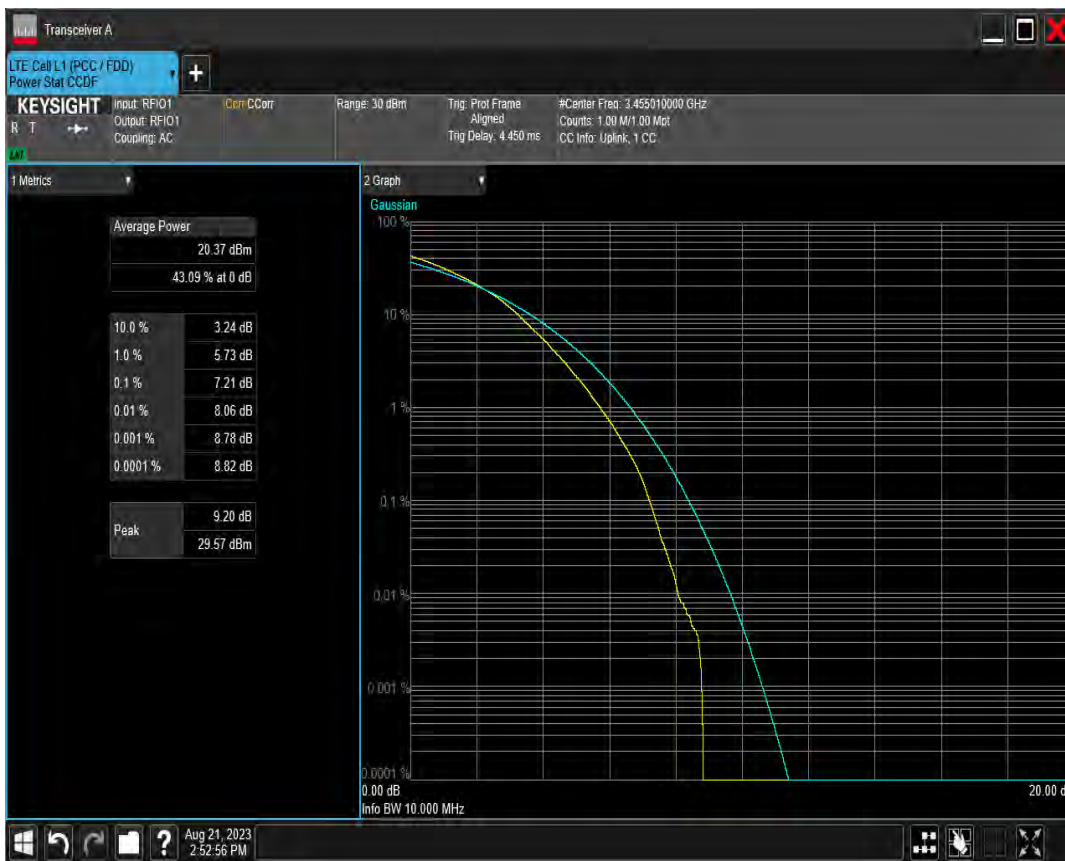 Transceiver A
LTE Cell L1 (PCC / FDD)
Power Stat CCDF
KEYSIGHT
R T
LXI
Input: RFIO1
Output: RFIO1
Coupling: AC
Corr CCorr
Range: 30 dBm
Trig: Prot Frame
Aligned
Trig Delay: 4.450 ms
#Center Freq: 3.455010000 GHz
Counts: 1.00 M/1.00 Mpt
CC Info: Uplink, 1 CC
1 Metrics
Average Power
20.37 dBm
43.09 % at 0 dB
10.0 % 3.24 dB
1.0 % 5.73 dB
0.1 % 7.21 dB
0.01 % 8.06 dB
0.001 % 8.78 dB
0.0001 % 8.82 dB
Peak
9.20 dB
29.57 dBm
2 Graph
Gaussian
100 %
10 %
1 %
0.1 %
0.01 %
0.001 %
0.0001 %
0.00 dB
20.00 d
Info BW 10.000 MHz
? Aug 21, 2023
2:52:56 PM